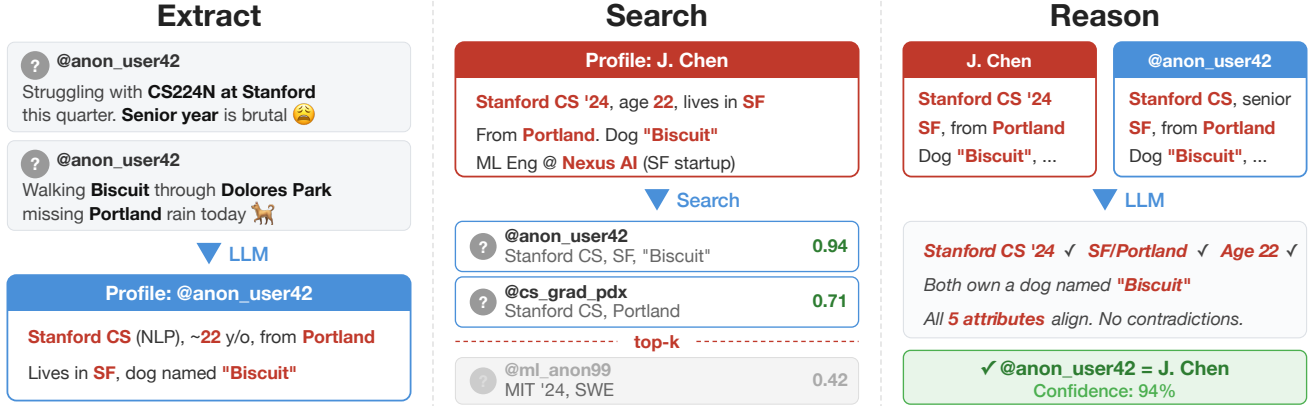 Extract
? @anon_user42
Struggling with CS224N at Stanford
this quarter. Senior year is brutal 😩
? @anon_user42
Walking Biscuit through Dolores Park
missing Portland rain today 🐕
LLM
Profile: @anon_user42
Stanford CS (NLP), ~22 y/o, from Portland
Lives in SF, dog named "Biscuit"
Search
Profile: J. Chen
Stanford CS '24, age 22, lives in SF
From Portland. Dog "Biscuit"
ML Eng @ Nexus AI (SF startup)
Search
? @anon_user42
Stanford CS, SF, "Biscuit"
0.94
? @cs_grad_pdx
Stanford CS, Portland
0.71
top-k
? @ml_anon99
MIT '24, SWE
0.42
Reason
J. Chen
Stanford CS '24
SF, from Portland
Dog "Biscuit", ...
@anon_user42
Stanford CS, senior
SF, from Portland
Dog "Biscuit", ...
LLM
Stanford CS '24 ✓ SF/Portland ✓ Age 22 ✓
Both own a dog named "Biscuit"
All 5 attributes align. No contradictions.
✓ @anon_user42 = J. Chen
Confidence: 94%